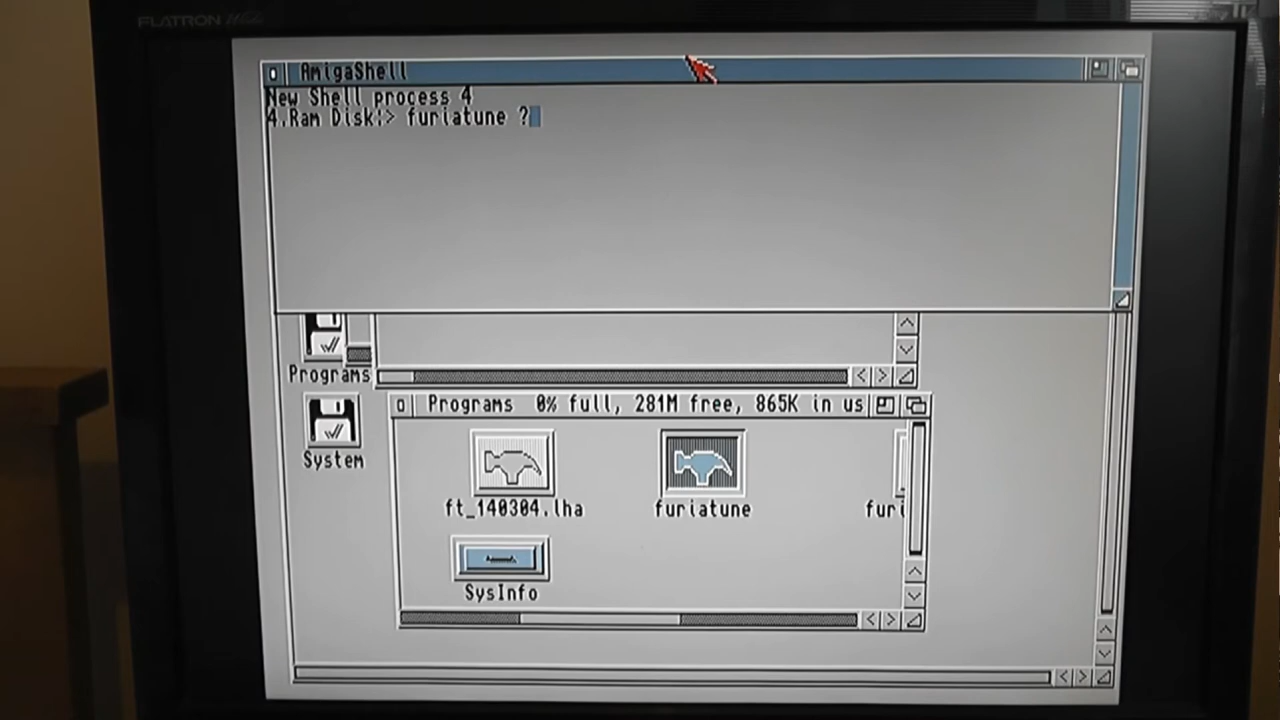 FLATRON Wide
AmigaShell
New Shell process 4
4.Ram Disk:> furiatune ?
Programs
System
Programs 0% full, 281M free, 865K in us
ft_140304.lha
furiatune
furi
SysInfo